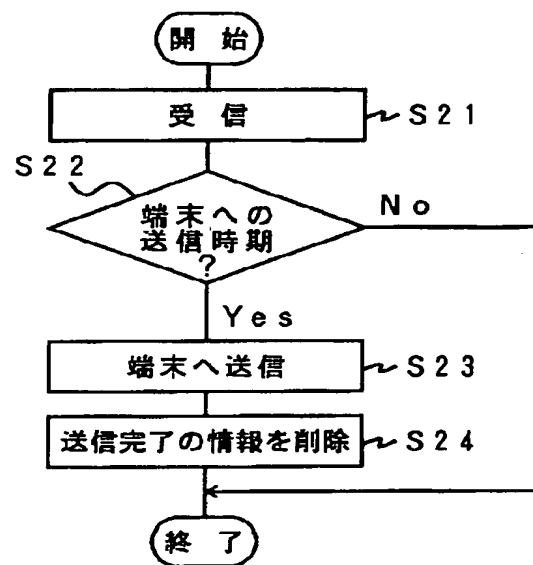 開始
受信
S21
S22
端末への
送信時期
?
No
Yes
端末へ送信
S23
送信完了の情報を削除
S24
終了